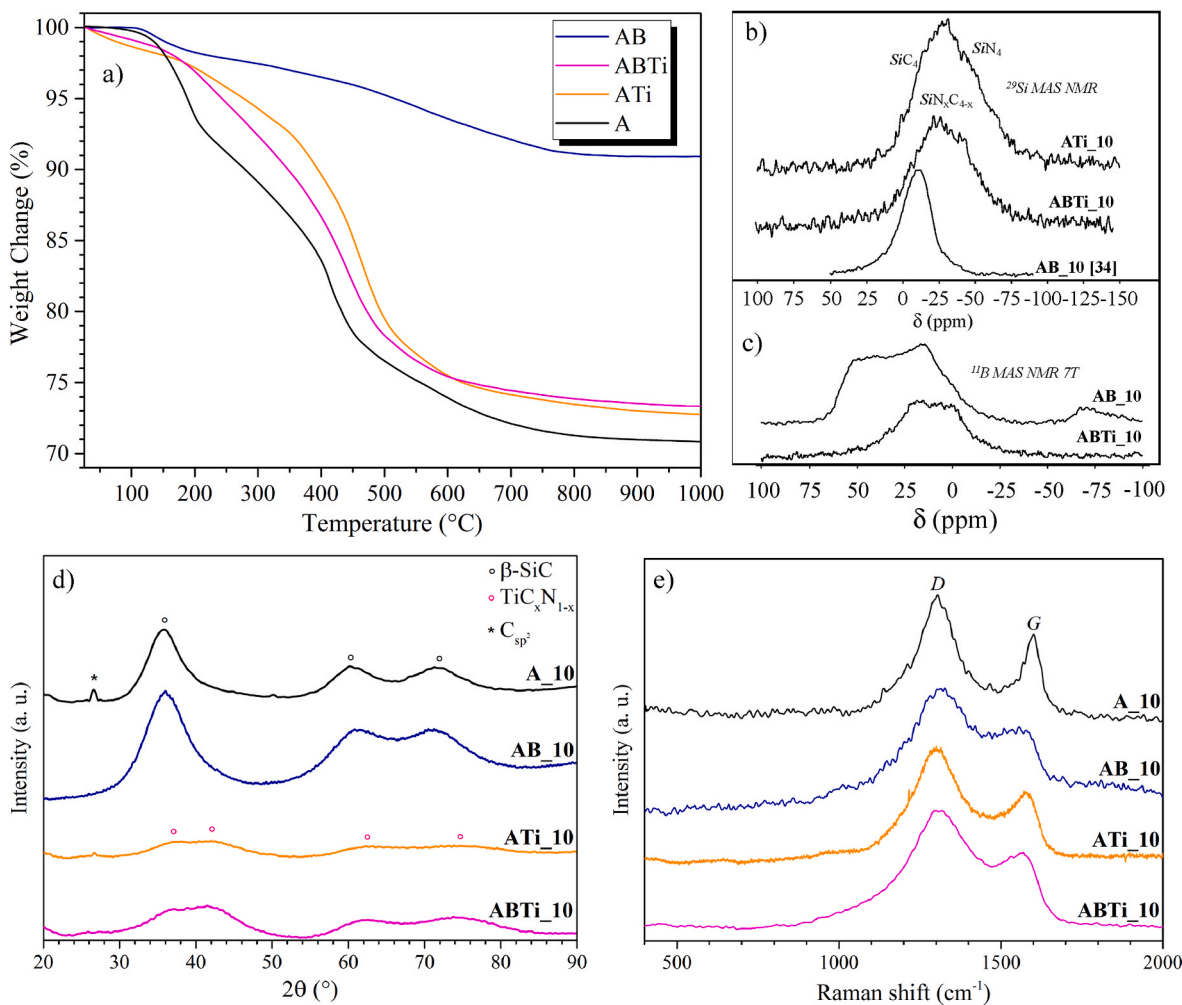 a)
Weight Change (%)
100
95
90
85
80
75
70
AB
ABTi
ATi
A
100 200 300 400 500 600 700 800 900 1000
Temperature (°C)
b)
SiC₄
SiN₄
²⁹Si MAS NMR
SiNₓC₄₋ₓ
ATi_10
ABTi_10
AB_10 [34]
100 75 50 25 0 -25 -50 -75 -100 -125 -150
δ (ppm)
c)
¹¹B MAS NMR 7T
AB_10
ABTi_10
100 75 50 25 0 -25 -50 -75 -100
δ (ppm)
d)
Intensity (a. u.)
β-SiC
TiCₓN₁₋ₓ
* C sp²
*
A_10
AB_10
ATi_10
ABTi_10
20 30 40 50 60 70 80 90
2θ (°)
e)
Intensity (a. u.)
D
G
A_10
AB_10
ATi_10
ABTi_10
500 1000 1500 2000
Raman shift (cm⁻¹)